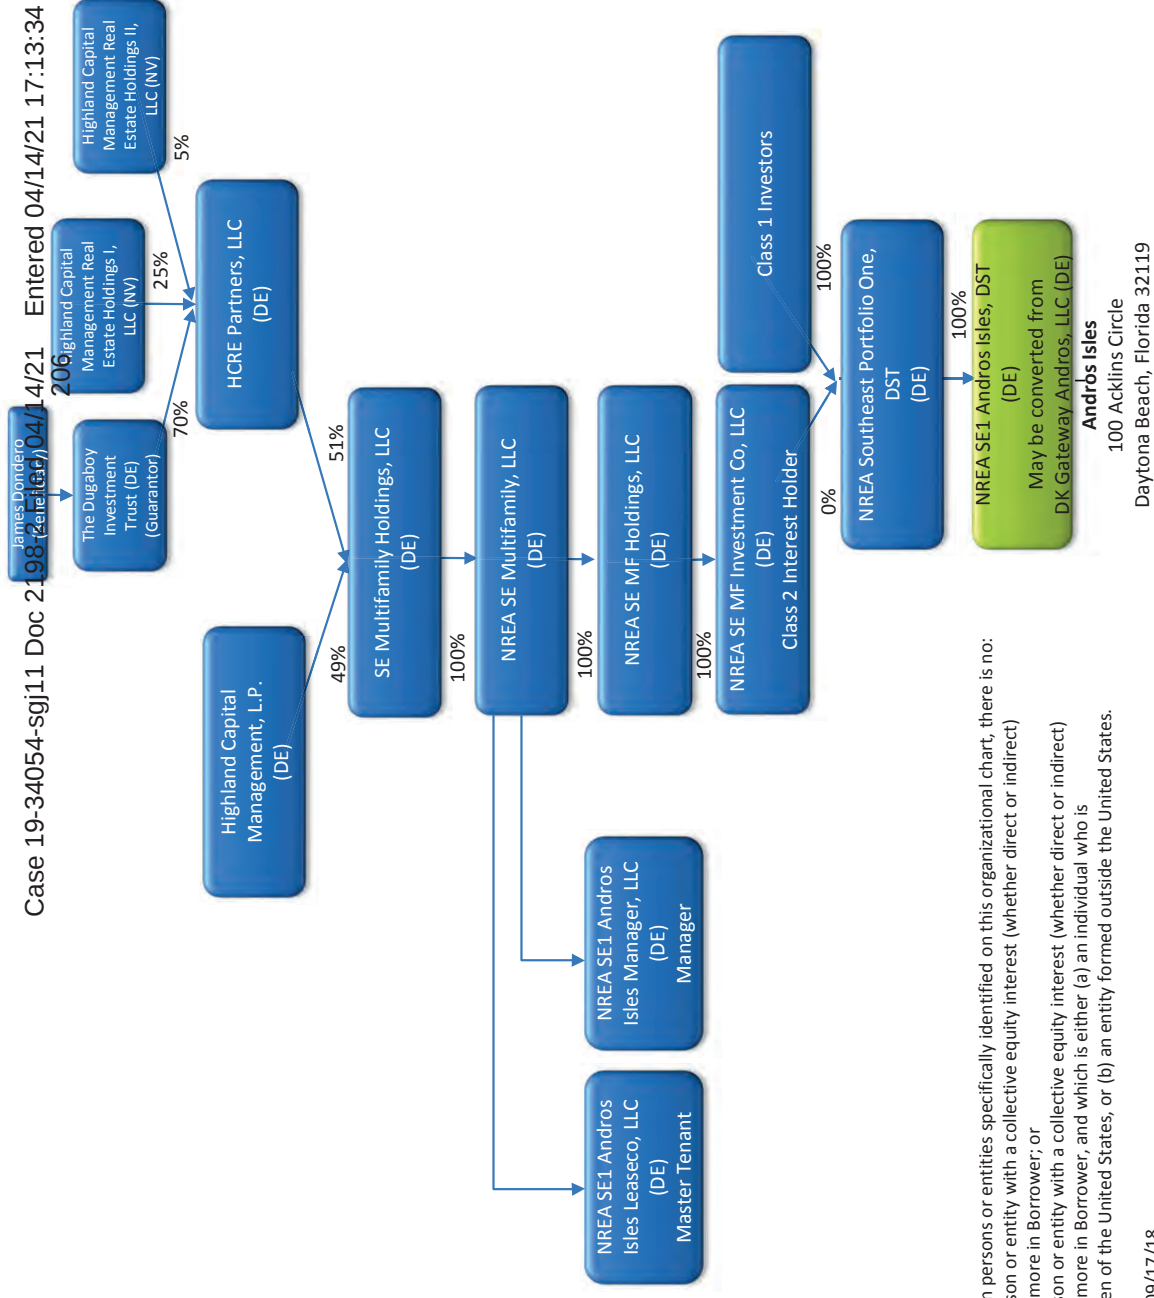 Case 19-34054-sgj11 Doc 2198-2 Filed 04/14/21 Entered 04/14/21 17:13:34
206
James Dondero
The Dugaboy
Investment
Trust (DE)
(Guarantor)
70%
Highland Capital
Management Real
Estate Holdings I,
LLC (NV)
25%
Highland Capital
Management Real
Estate Holdings II,
LLC (NV)
5%
Highland Capital
Management, L.P.
(DE)
49%
HCRE Partners, LLC
(DE)
51%
SE Multifamily Holdings, LLC
(DE)
100%
NREA SE Multifamily, LLC
(DE)
100%
NREA SE MF Holdings, LLC
(DE)
100%
NREA SE1 Andros
Isles Leaseco, LLC
(DE)
Master Tenant
NREA SE1 Andros
Isles Manager, LLC
(DE)
Manager
NREA SE MF Investment Co, LLC
(DE)
Class 2 Interest Holder
0%
Class 1 Investors
100%
NREA Southeast Portfolio One,
DST
(DE)
100%
NREA SE1 Andros Isles, DST
(DE)
May be converted from
DK Gateway Andros, LLC (DE)
Andros Isles
100 Acklins Circle
Daytona Beach, Florida 32119
persons or entities specifically identified on this organizational chart, there is no:
or entity with a collective equity interest (whether direct or indirect)
more in Borrower; or
or entity with a collective equity interest (whether direct or indirect)
more in Borrower, and which is either (a) an individual who is
of the United States, or (b) an entity formed outside the United States.
/17/18